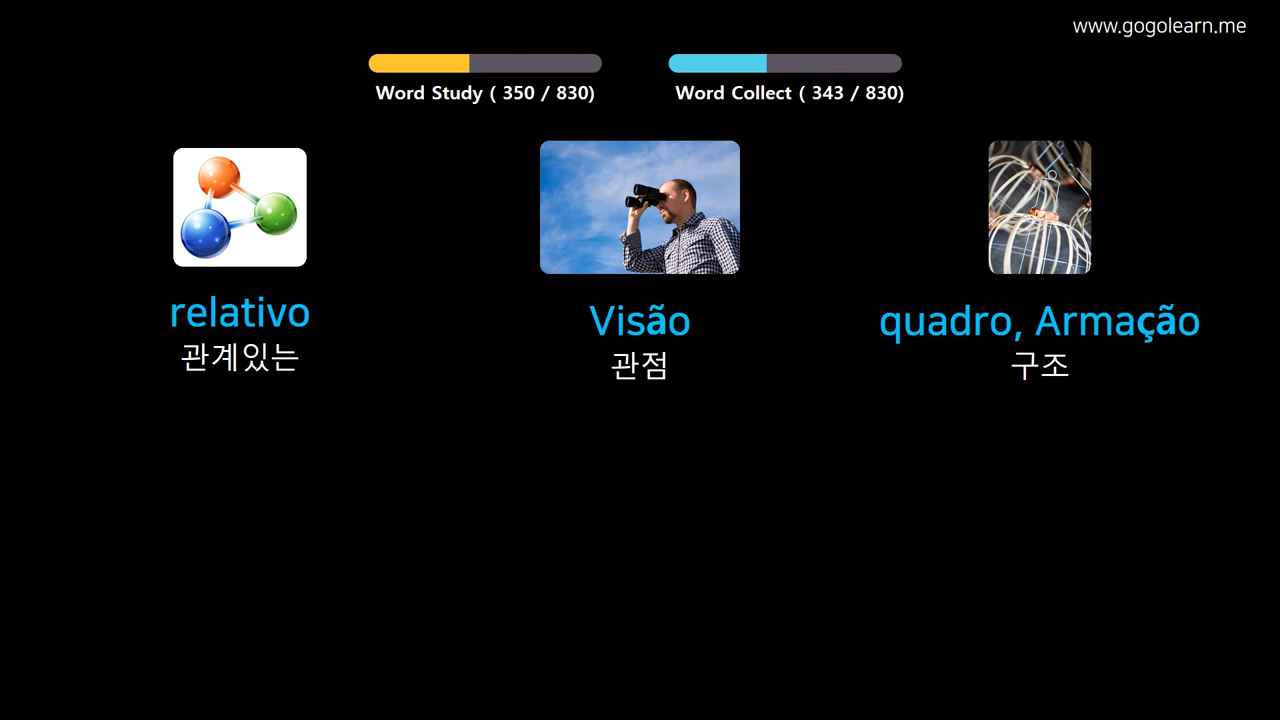 www.gogolearn.me
Word Study ( 350 / 830)
Word Collect ( 343 / 830)
relativo
관계있는
Visão
관점
quadro, Armação
구조